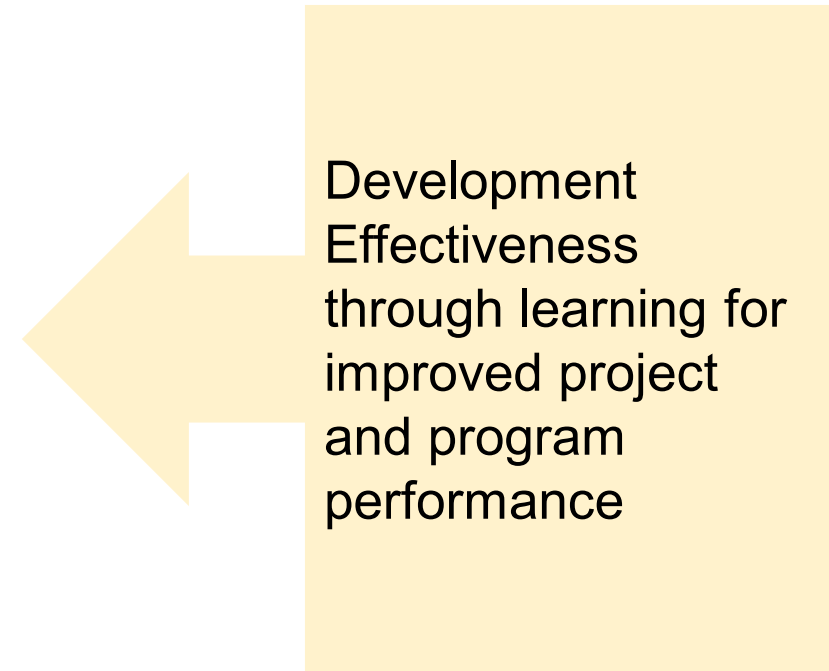 Development
Effectiveness
through learning for
improved project
and program
performance